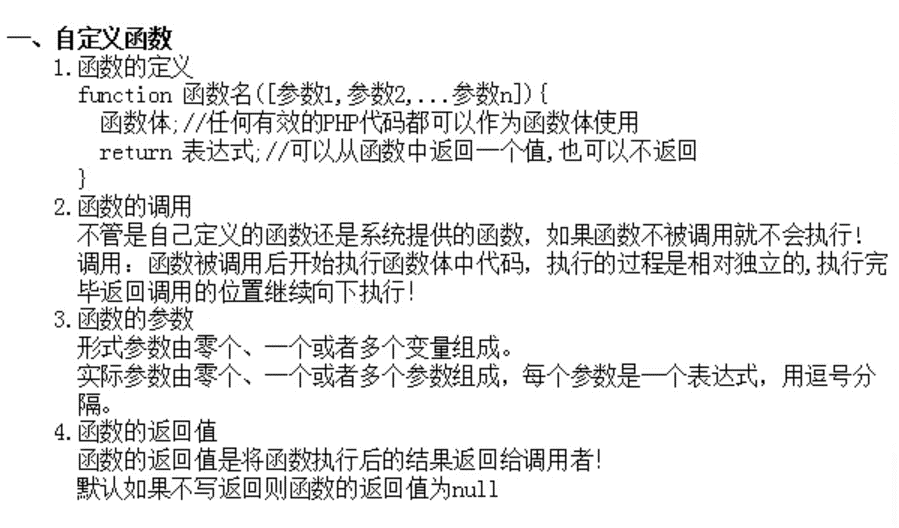 一、自定义函数
1.函数的定义
function 函数名([参数1,参数2,...参数n]){
函数体;//任何有效的PHP代码都可以作为函数体使用
return 表达式;//可以从函数中返回一个值,也可以不返回
}
2.函数的调用
不管是自己定义的函数还是系统提供的函数，如果函数不被调用就不会执行!
调用：函数被调用后开始执行函数体中代码，执行的过程是相对独立的,执行完
毕返回调用的位置继续向下执行!
3.函数的参数
形式参数由零个、一个或者多个变量组成。
实际参数由零个、一个或者多个参数组成，每个参数是一个表达式，用逗号分
隔。
4.函数的返回值
函数的返回值是将函数执行后的结果返回给调用者!
默认如果不写返回则函数的返回值为null